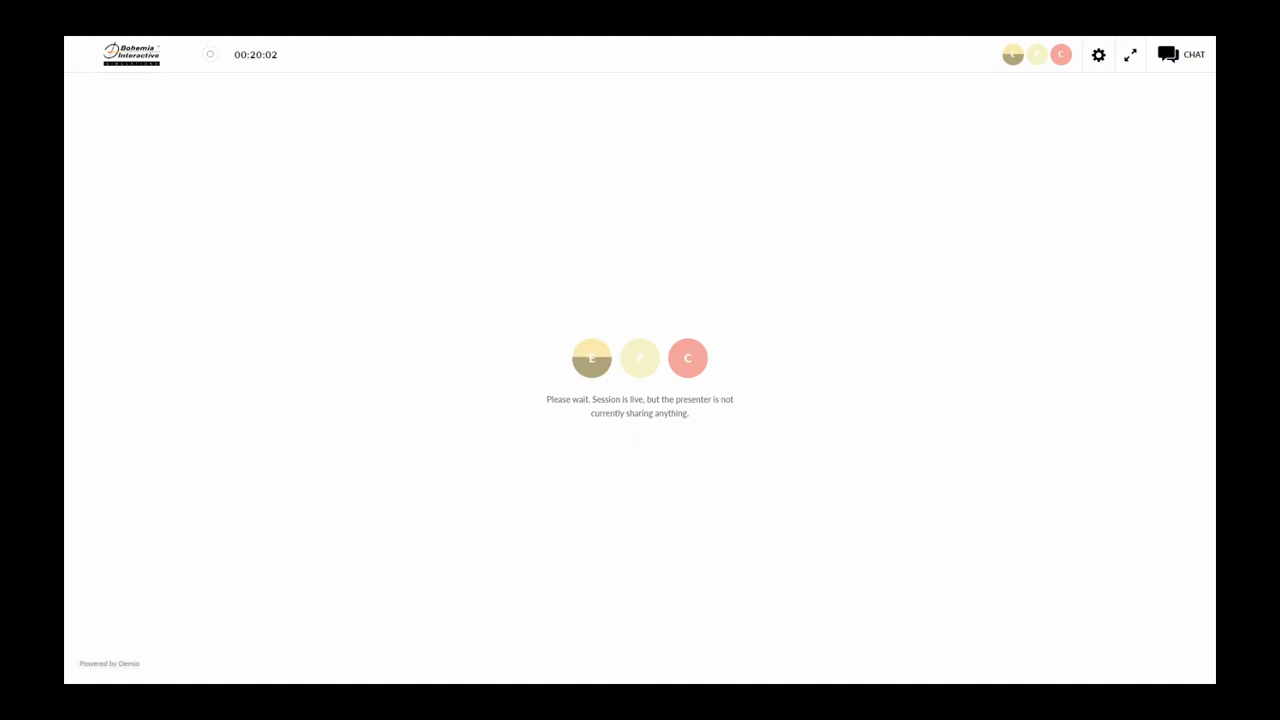 Bohemia
Interactive
SIMULATIONS
00:20:02
C
CHAT
E P C
Please wait. Session is live, but the presenter is not
currently sharing anything.
Powered by Demio